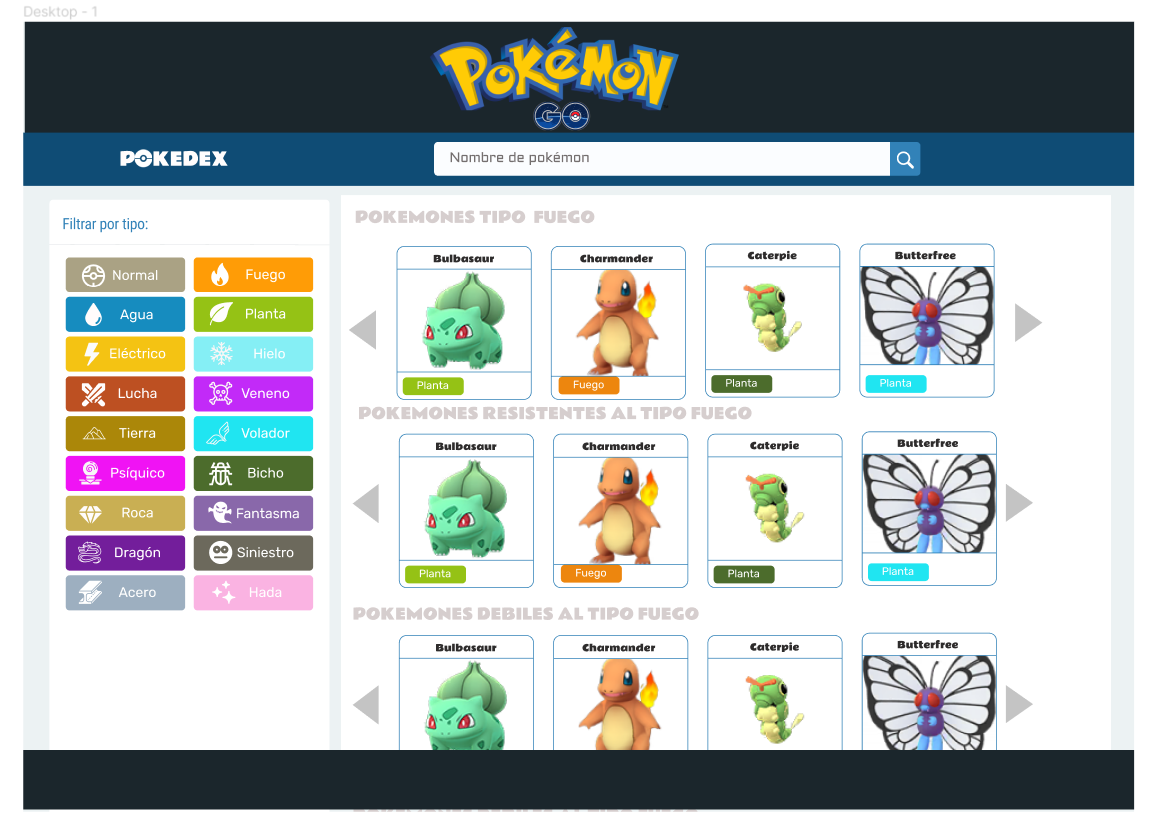 Desktop - 1
POKÉMON
GO
POKEDEX
Nombre de pokémon
Filtrar por tipo:
Normal
Fuego
Agua
Planta
Eléctrico
Hielo
Lucha
Veneno
Tierra
Volador
Psíquico
Bicho
Roca
Fantasma
Dragón
Siniestro
Acero
Hada
POKEMONES TIPO FUEGO
Bulbasaur
Charmander
Caterpie
Butterfree
Planta
Fuego
Planta
Planta
POKEMONES RESISTENTES AL TIPO FUEGO
Bulbasaur
Charmander
Caterpie
Butterfree
Planta
Fuego
Planta
Planta
POKEMONES DEBILES AL TIPO FUEGO
Bulbasaur
Charmander
Caterpie
Butterfree